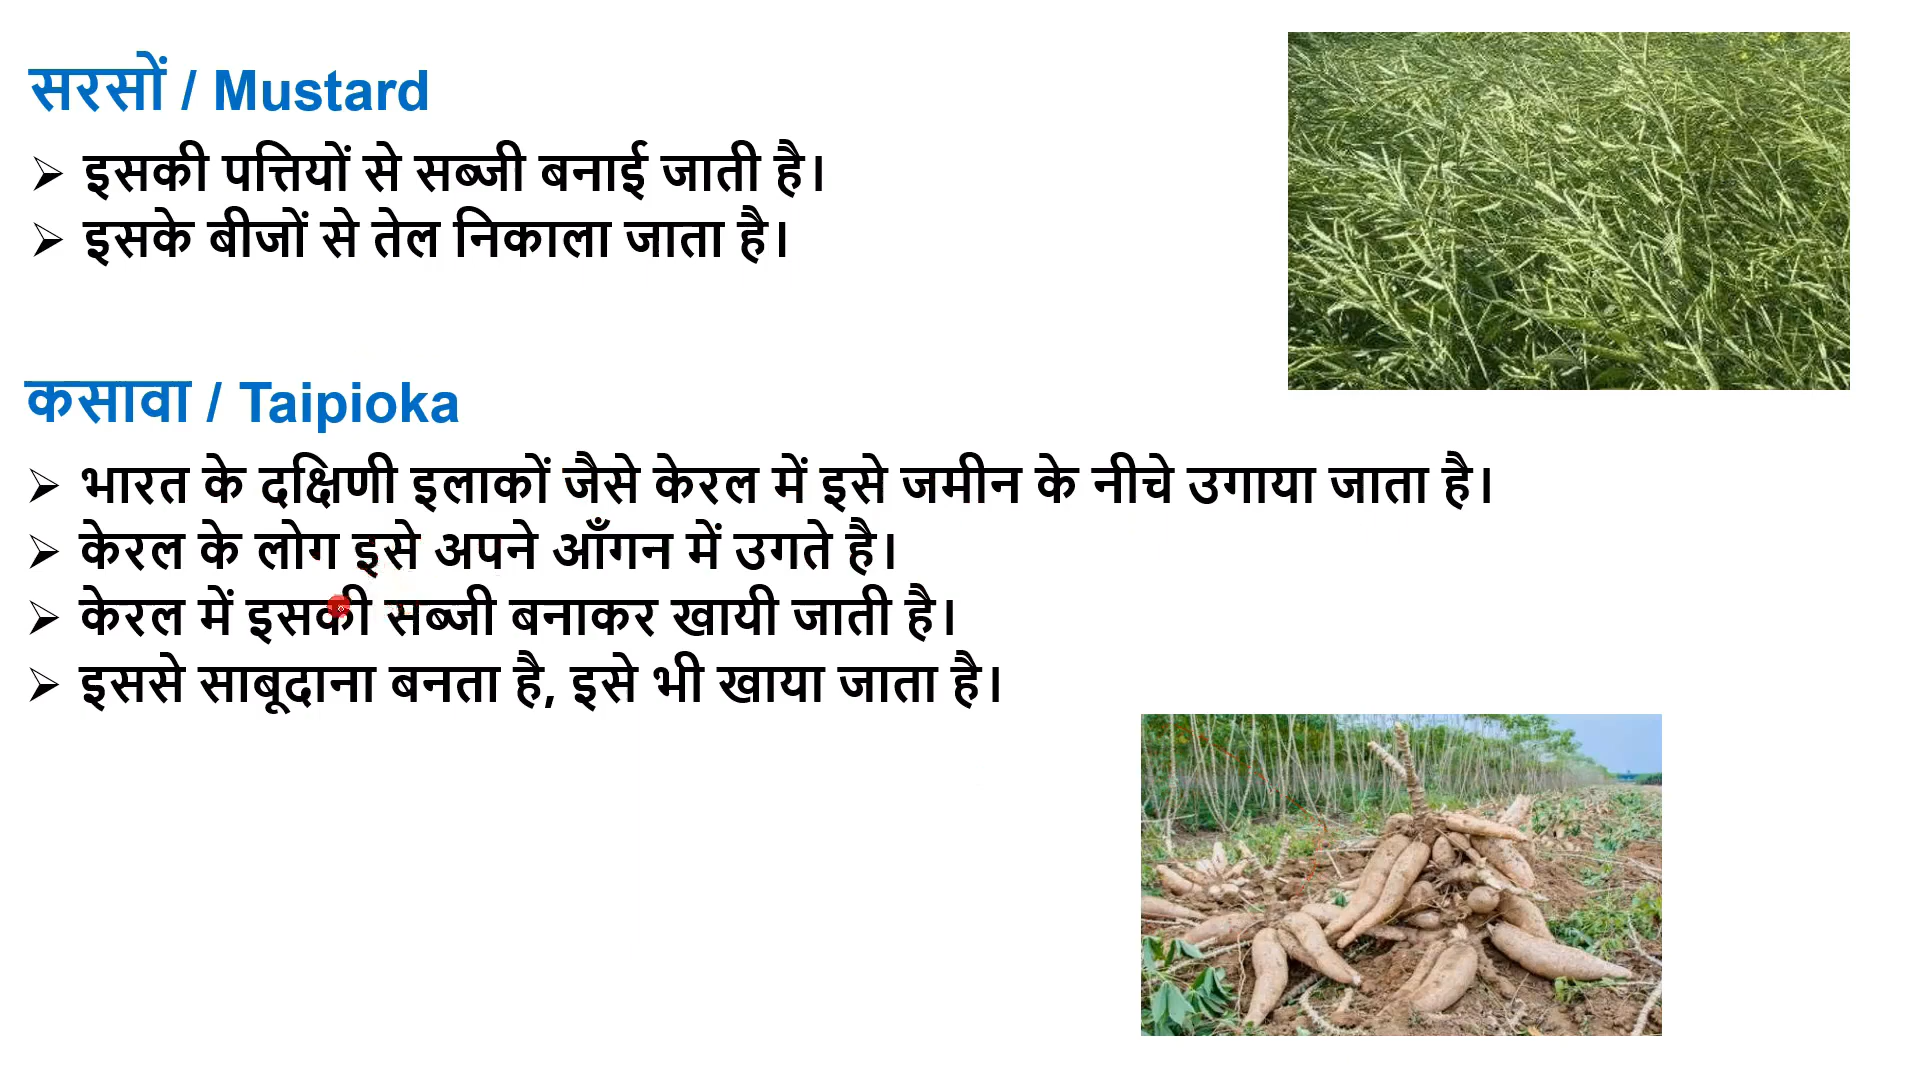 सरसों / Mustard
➢ इसकी पत्तियों से सब्जी बनाई जाती है।
➢ इसके बीजों से तेल निकाला जाता है।
कसावा / Taipioka
➢ भारत के दक्षिणी इलाकों जैसे केरल में इसे जमीन के नीचे उगाया जाता है।
➢ केरल के लोग इसे अपने आँगन में उगते है।
➢ केरल में इसकी सब्जी बनाकर खायी जाती है।
➢ इससे साबूदाना बनता है, इसे भी खाया जाता है।